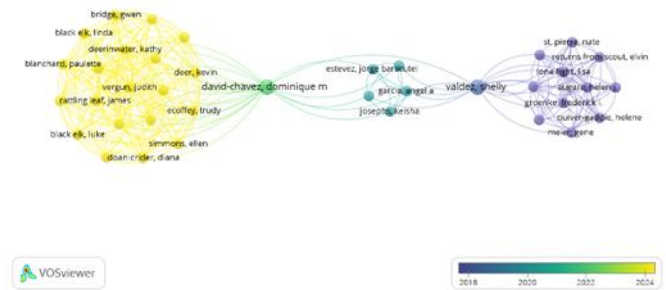 bridge, gwen
black elk, linda
deerinwater, kathy
blanchard, paulette
deer, kevin
vergun, judith
david-chavez, dominique m
rattling leaf, james
ecoffey, trudy
black elk, luke
simmons, ellen
doan-crider, diana
estevez, jorge baracutei
garcia, angel a
josephs, keisha
valdez, shelly
st. pierre, nate
returns from scout, elvin
lone fight, lisa
augare, helen
groenke, frederick
quiver-gaddie, helene
meier, gene
VOSviewer
2018 2020 2022 2024